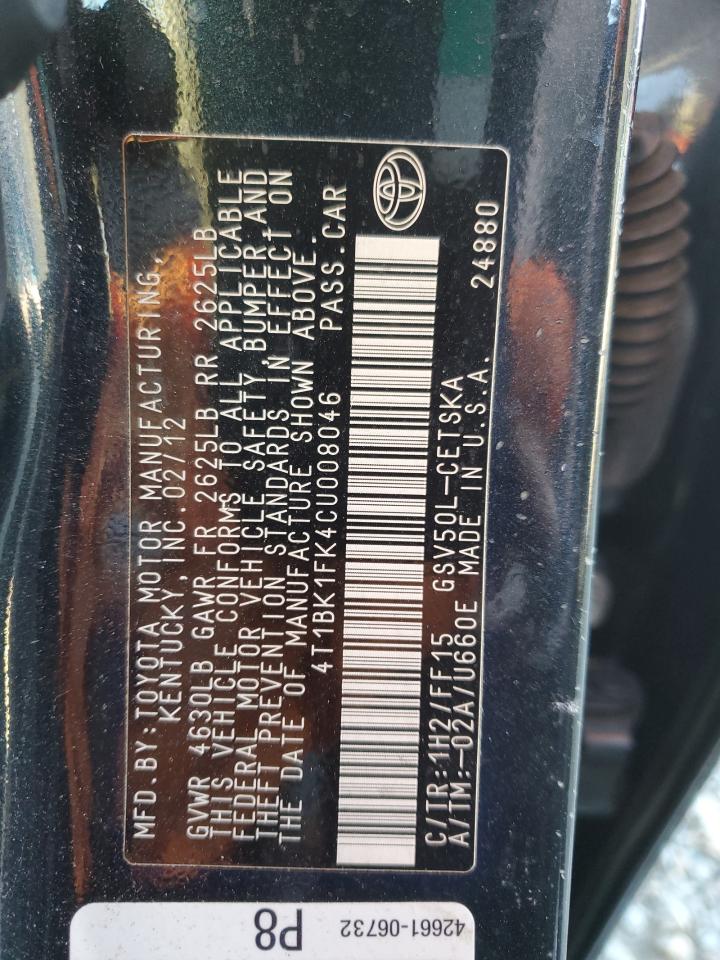 MFD.BY:TOYOTA MOTOR MANUFACTURING,
KENTUCKY, INC.02/12
GVWR 4630LB GAWR FR 2625LB RR 2625LB
THIS VEHICLE CONFORMS TO ALL APPLICABLE
FEDERAL MOTOR VEHICLE SAFETY, BUMPER,AND
THEFT PREVENTION STANDARDS IN EFFECT ON
THE DATE OF MANUFACTURE SHOWN ABOVE.
4T1BK1FK4CU008046 PASS.CAR
C/TR:1H2/FF15 GSV50L-CETSKA
A/TM:-02A/U660E MADE IN U.S.A. 24880
42661-06732
P8